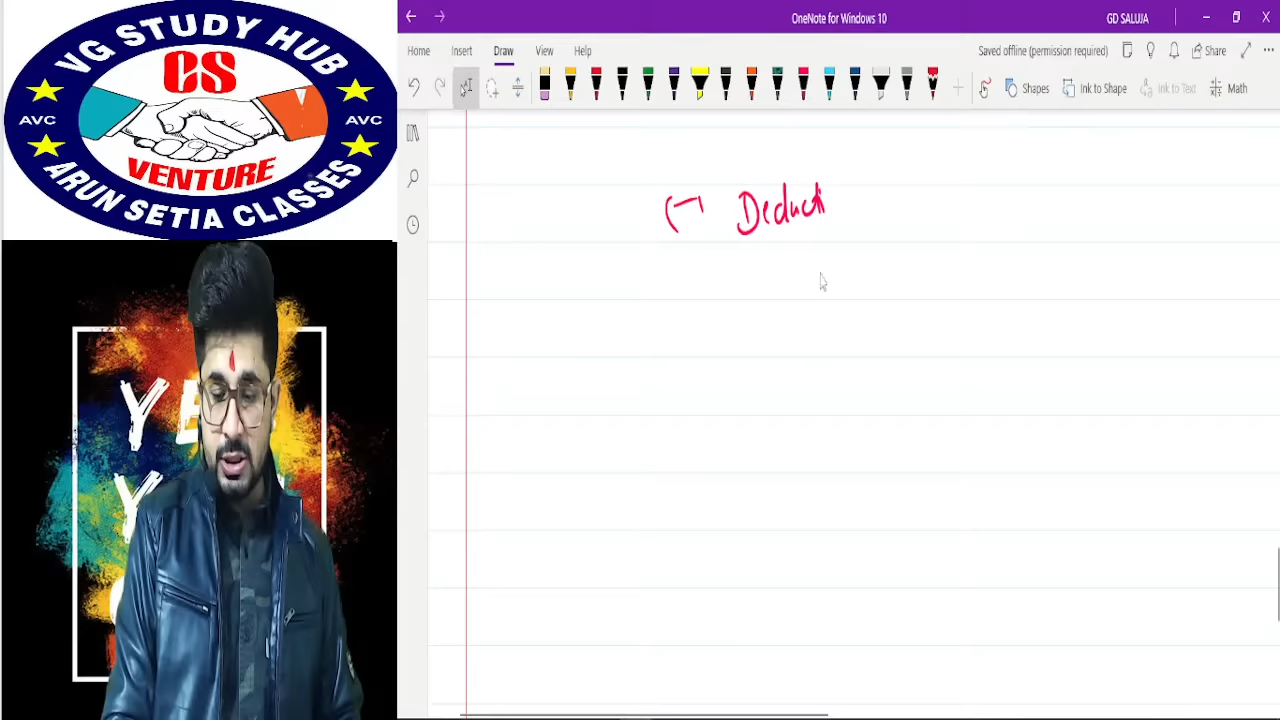 VG STUDY HUB
CS
AVC
AVC
VENTURE
ARUN SETIA CLASSES
OneNote for Windows 10
GD SALUJA
Home
Insert
Draw
View
Help
Saved offline (permission required)
Share
Shapes
Ink to Shape
Ink to Text
Math
(-) Deducti
YE
Y